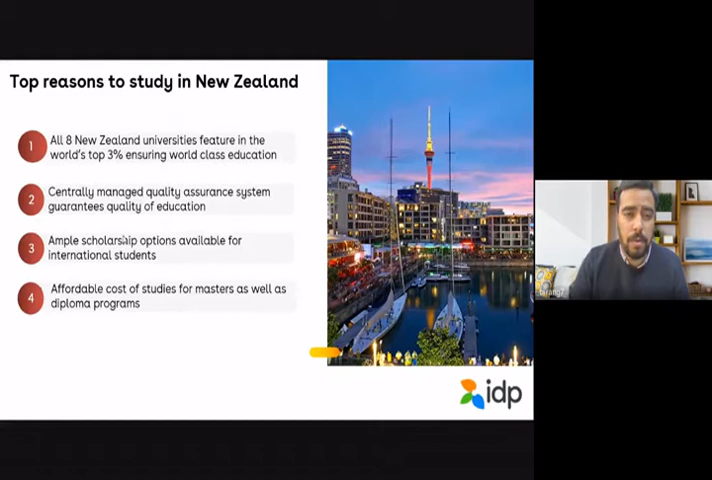 Top reasons to study in New Zealand
1
All 8 New Zealand universities feature in the
world's top 3% ensuring world class education
2
Centrally managed quality assurance system
guarantees quality of education
3
Ample scholarship options available for
international students
4
Affordable cost of studies for masters as well as
diploma programs
idp